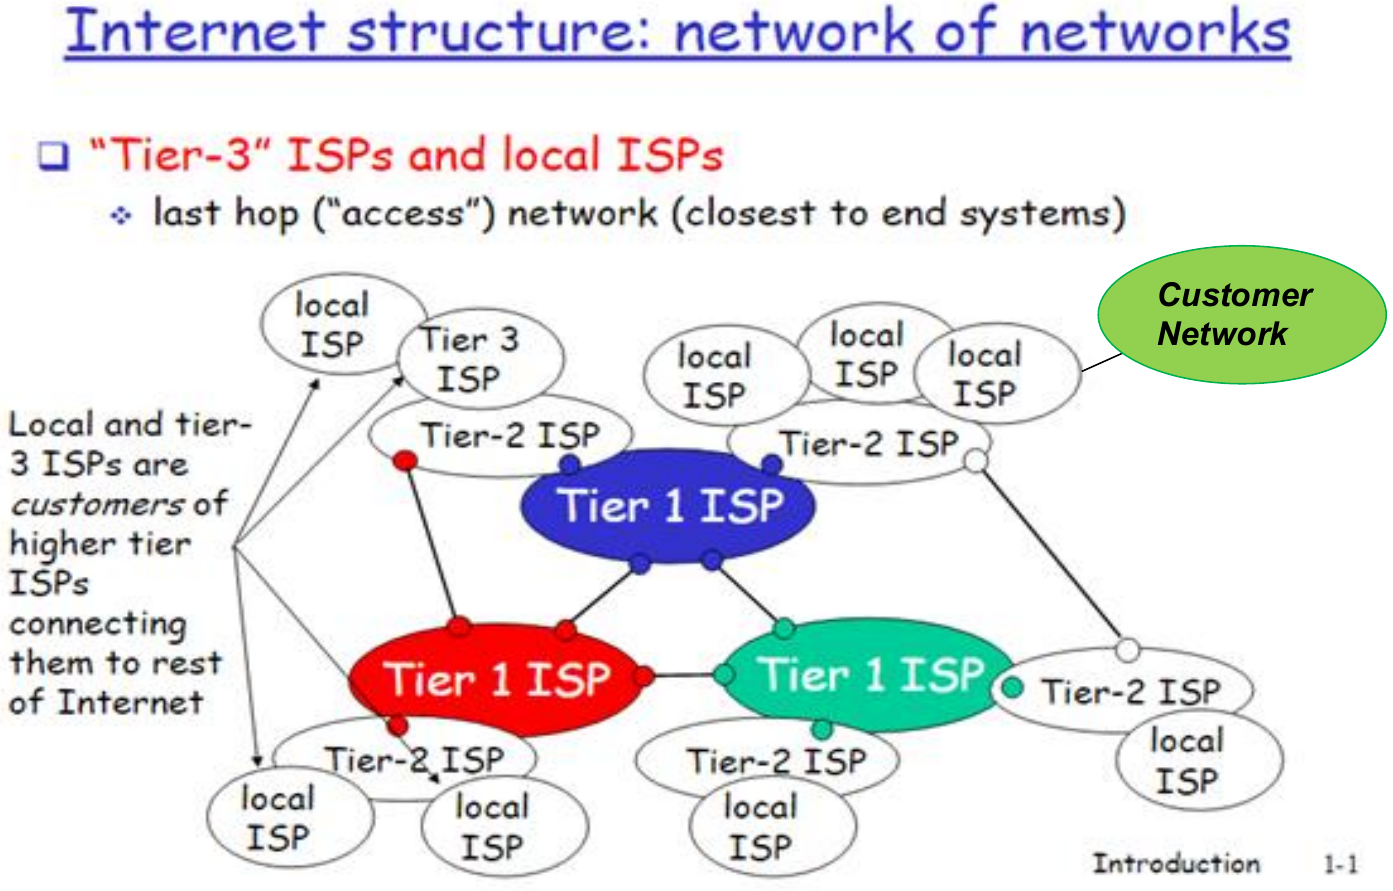 Internet structure: network of networks
"Tier-3" ISPs and local ISPs
last hop ("access") network (closest to end systems)
Customer
Network
local
ISP
Tier 3
ISP
local
ISP
local
ISP
local
ISP
Tier-2 ISP
Tier-2 ISP
Local and tier-
3 ISPs are
customers of
higher tier
ISPs
connecting
them to rest
of Internet
Tier 1 ISP
Tier 1 ISP
Tier 1 ISP
Tier-2 ISP
Tier-2 ISP
Tier-2 ISP
local
ISP
local
ISP
local
ISP
local
ISP
Introduction
1-1